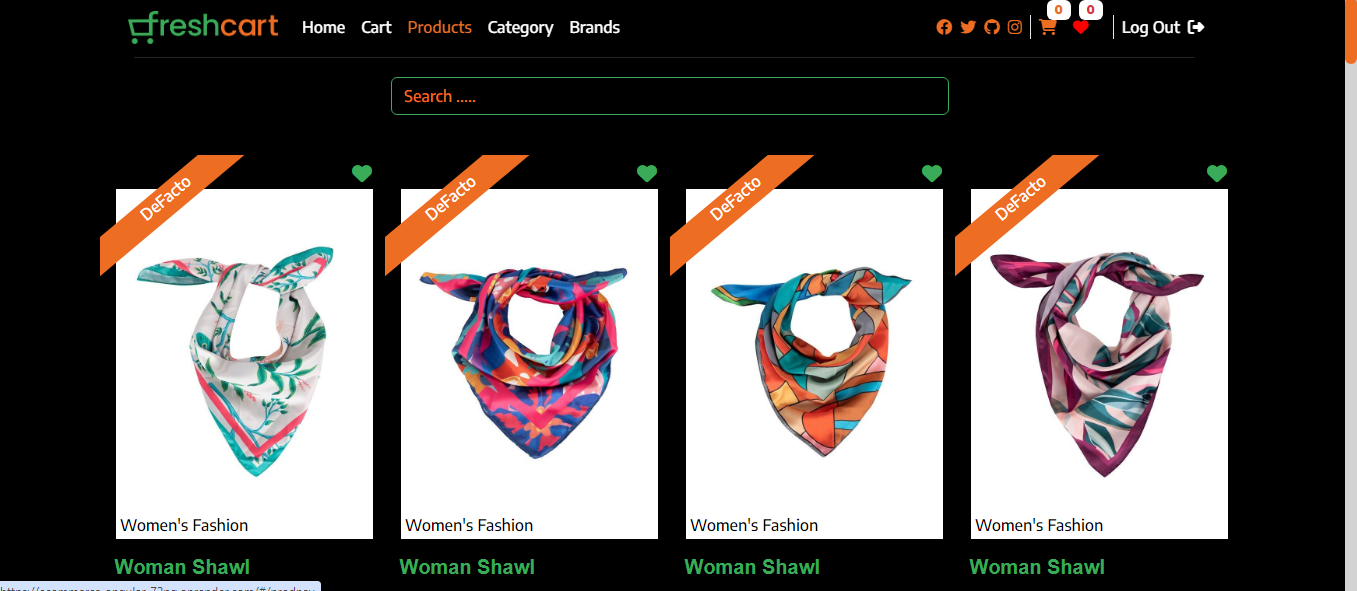 freshcart Home Cart Products Category Brands 0 0 Log Out
Search .....
DeFacto DeFacto DeFacto DeFacto
Women's Fashion Women's Fashion Women's Fashion Women's Fashion
Woman Shawl Woman Shawl Woman Shawl Woman Shawl